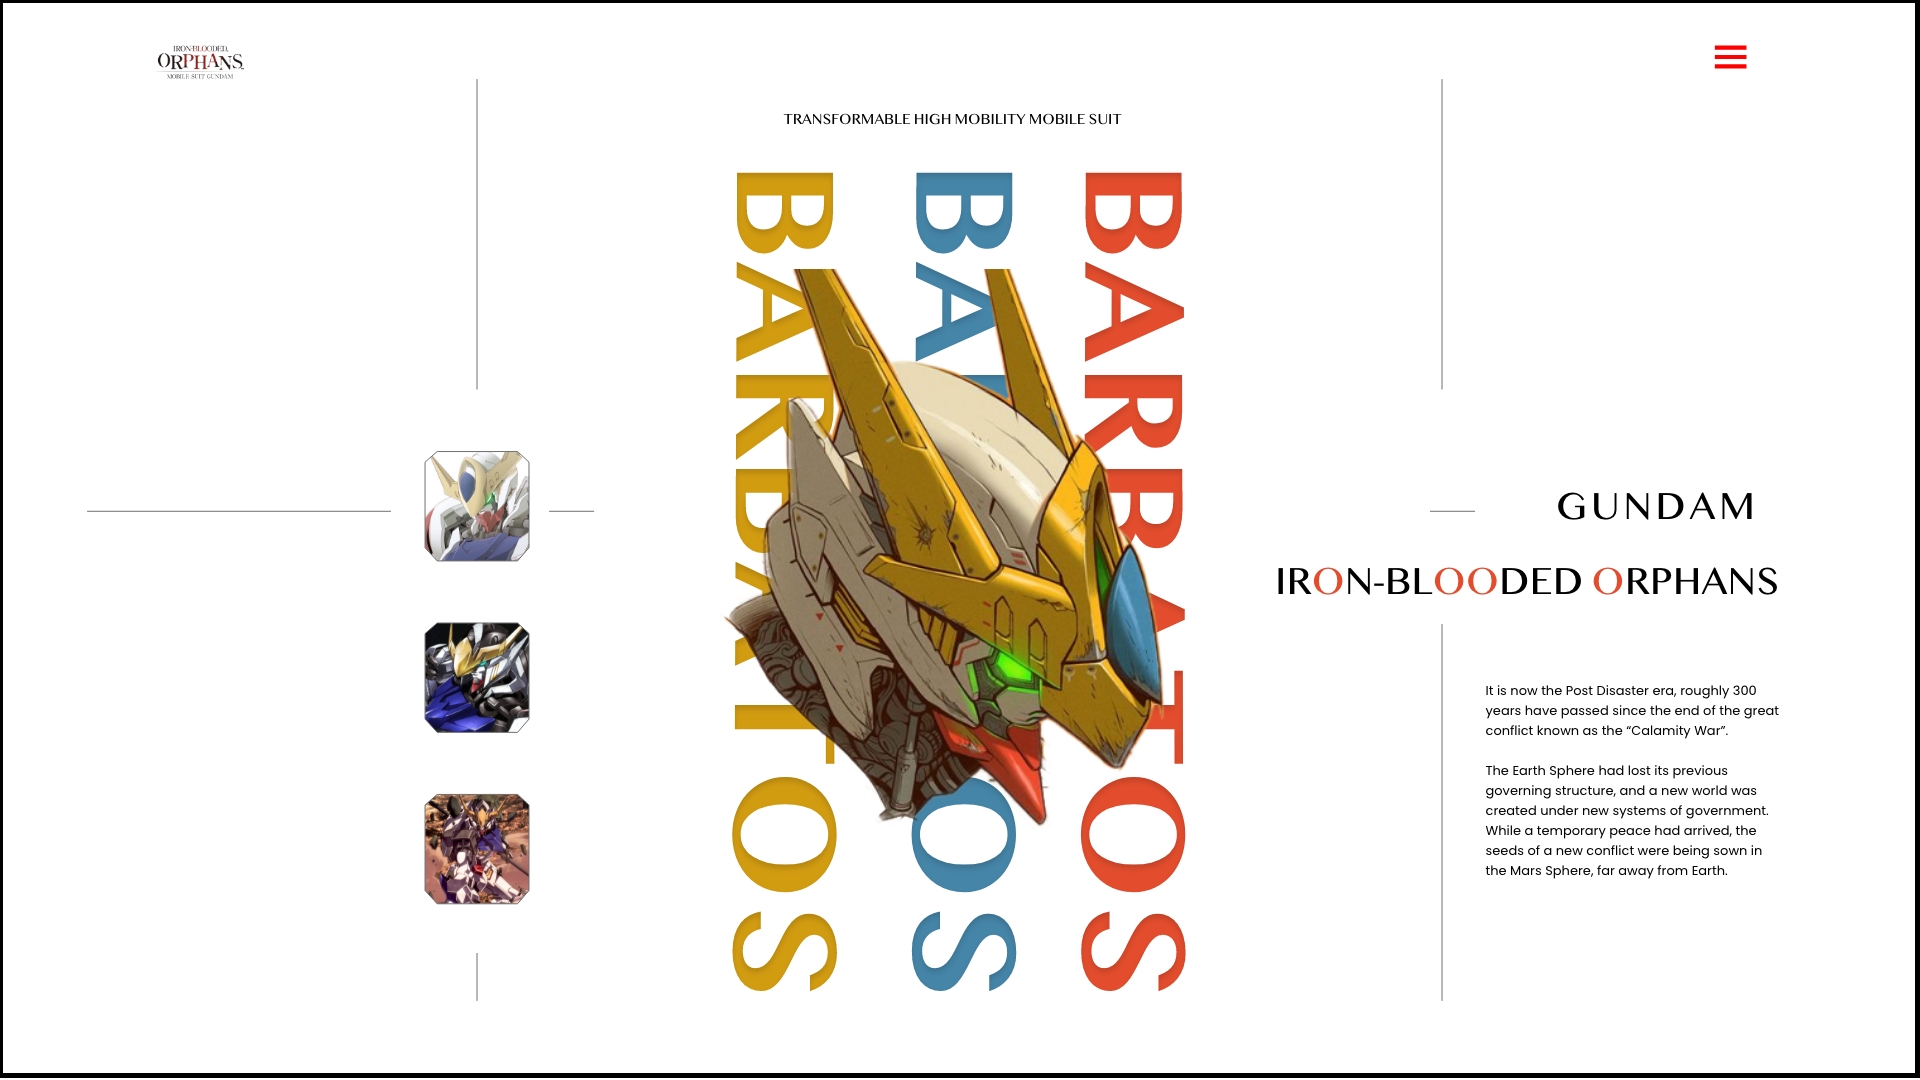 IRON-BLOODED
ORPHANS
MOBILE SUIT GUNDAM
TRANSFORMABLE HIGH MOBILITY MOBILE SUIT
BARBATOS
BARBATOS
BARBATOS
GUNDAM
IRON-BLOODED ORPHANS
It is now the Post Disaster era, roughly 300
years have passed since the end of the great
conflict known as the “Calamity War”.
The Earth Sphere had lost its previous
governing structure, and a new world was
created under new systems of government.
While a temporary peace had arrived, the
seeds of a new conflict were being sown in
the Mars Sphere, far away from Earth.